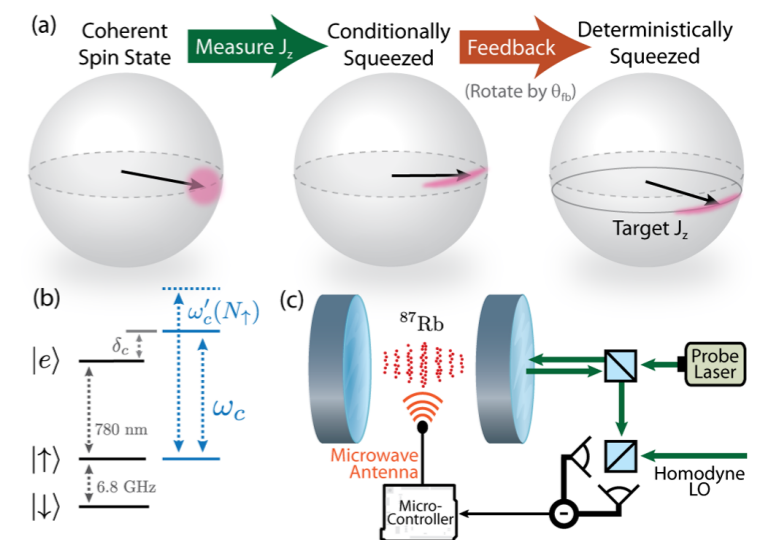 (a)
Coherent
Spin State
Measure J_z
Conditionally
Squeezed
Feedback
(Rotate by θ_fb)
Deterministically
Squeezed
Target J_z
(b)
ω′_c(N_↑)
δ_c
|e⟩
ω_c
780 nm
|↑⟩
6.8 GHz
|↓⟩
(c)
⁸⁷Rb
Probe
Laser
Microwave
Antenna
Homodyne
LO
Micro-
Controller
−